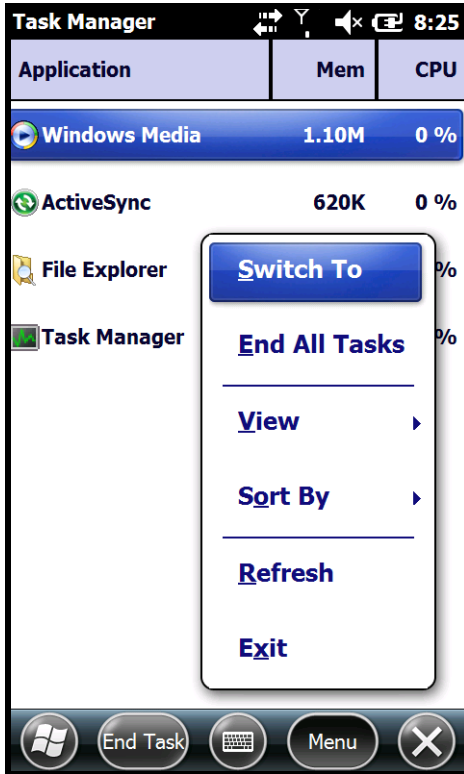 Task Manager 8:25
Application Mem CPU
Windows Media 1.10M 0 %
ActiveSync 620K 0 %
File Explorer %
Task Manager %
Switch To
End All Tasks
View
Sort By
Refresh
Exit
End Task Menu